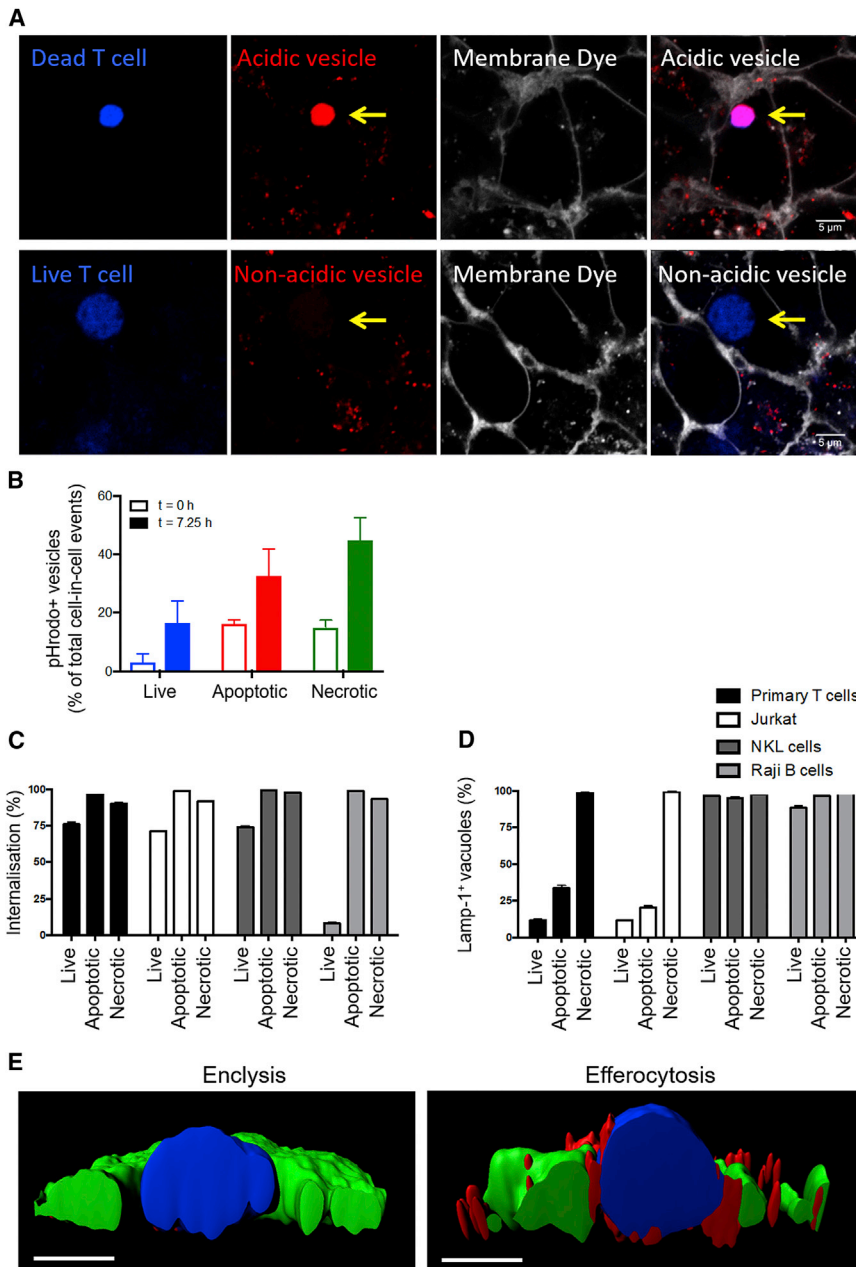 A
Dead T cell
Acidic vesicle
Membrane Dye
Acidic vesicle
5 µm
Live T cell
Non-acidic vesicle
Membrane Dye
Non-acidic vesicle
5 µm
B
pHrodo+ vesicles
(% of total cell-in-cell events)
60
40
20
0
t = 0 h
t = 7.25 h
Live
Apoptotic
Necrotic
Primary T cells
Jurkat
NKL cells
Raji B cells
C
Internalisation (%)
100
75
50
25
0
Live
Apoptotic
Necrotic
Live
Apoptotic
Necrotic
Live
Apoptotic
Necrotic
Live
Apoptotic
Necrotic
D
Lamp-1⁺ vacuoles (%)
100
75
50
25
0
Live
Apoptotic
Necrotic
Live
Apoptotic
Necrotic
Live
Apoptotic
Necrotic
Live
Apoptotic
Necrotic
E
Enclysis
Efferocytosis